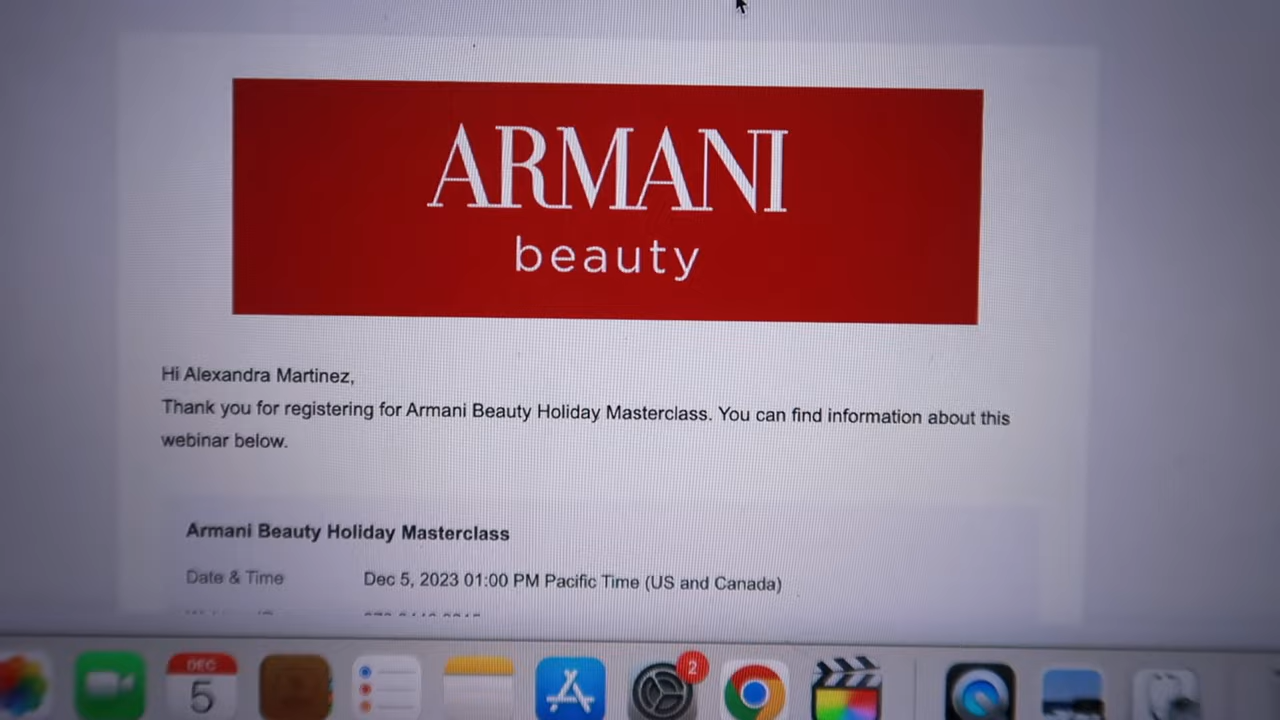 ARMANI
beauty
Hi Alexandra Martinez,
Thank you for registering for Armani Beauty Holiday Masterclass. You can find information about this
webinar below.
Armani Beauty Holiday Masterclass
Date & Time Dec 5, 2023 01:00 PM Pacific Time (US and Canada)
DEC
5
2